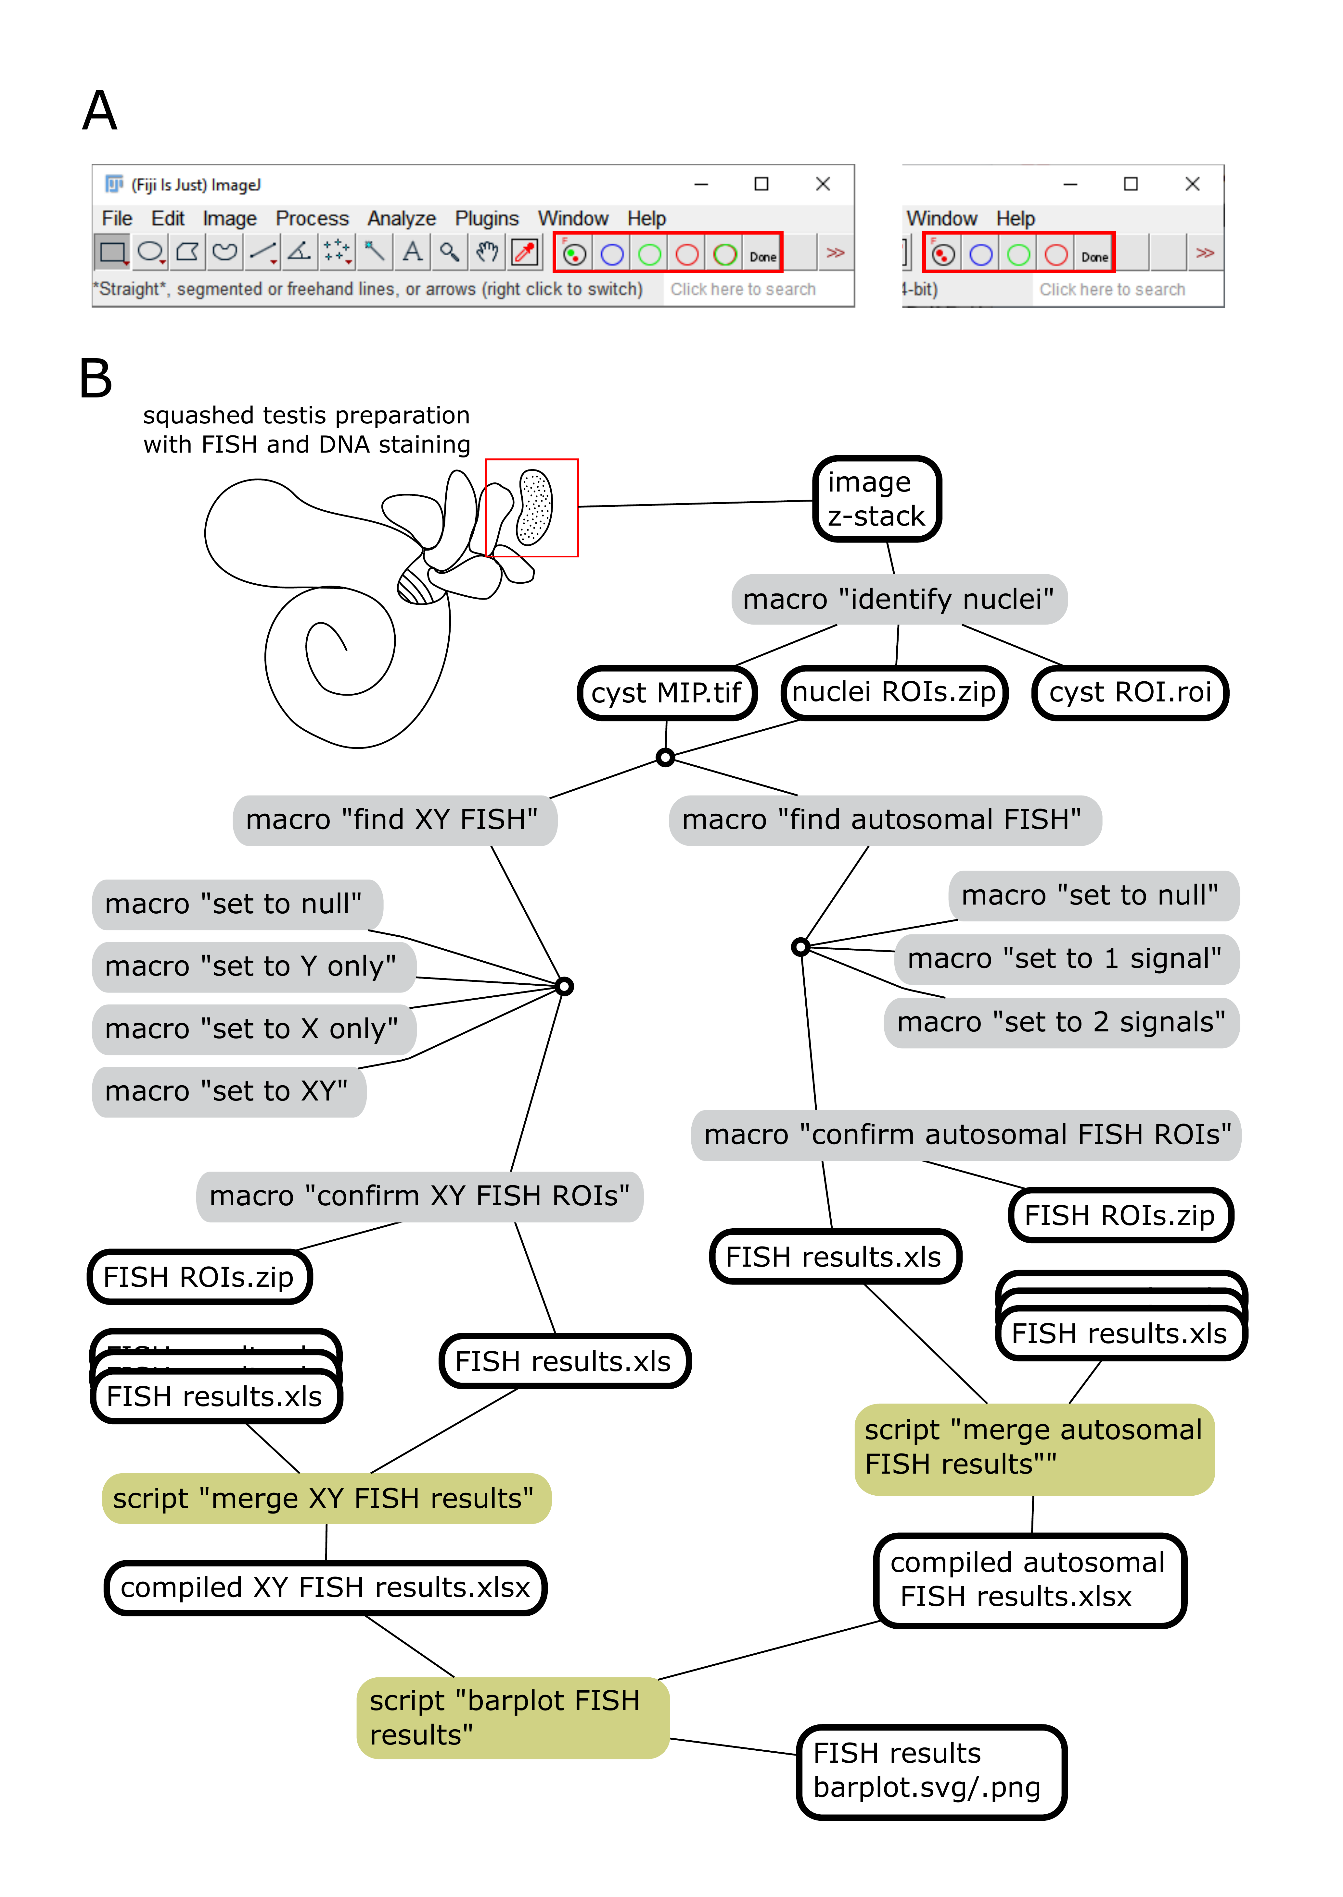 A
(Fiji Is Just) ImageJ
File Edit Image Process Analyze Plugins Window Help
F
A
Done
>>
*Straight*, segmented or freehand lines, or arrows (right click to switch)
Click here to search
Window Help
F
Done
>>
4-bit)
Click here to search
B
squashed testis preparation
with FISH and DNA staining
image
z-stack
macro "identify nuclei"
cyst MIP.tif
nuclei ROIs.zip
cyst ROI.roi
macro "find XY FISH"
macro "find autosomal FISH"
macro "set to null"
macro "set to Y only"
macro "set to X only"
macro "set to XY"
macro "set to null"
macro "set to 1 signal"
macro "set to 2 signals"
macro "confirm autosomal FISH ROIs"
macro "confirm XY FISH ROIs"
FISH ROIs.zip
FISH results.xls
FISH ROIs.zip
FISH results.xls
FISH results.xls
FISH results.xls
script "merge autosomal
FISH results""
script "merge XY FISH results"
compiled autosomal
FISH results.xlsx
compiled XY FISH results.xlsx
script "barplot FISH
results"
FISH results
barplot.svg/.png